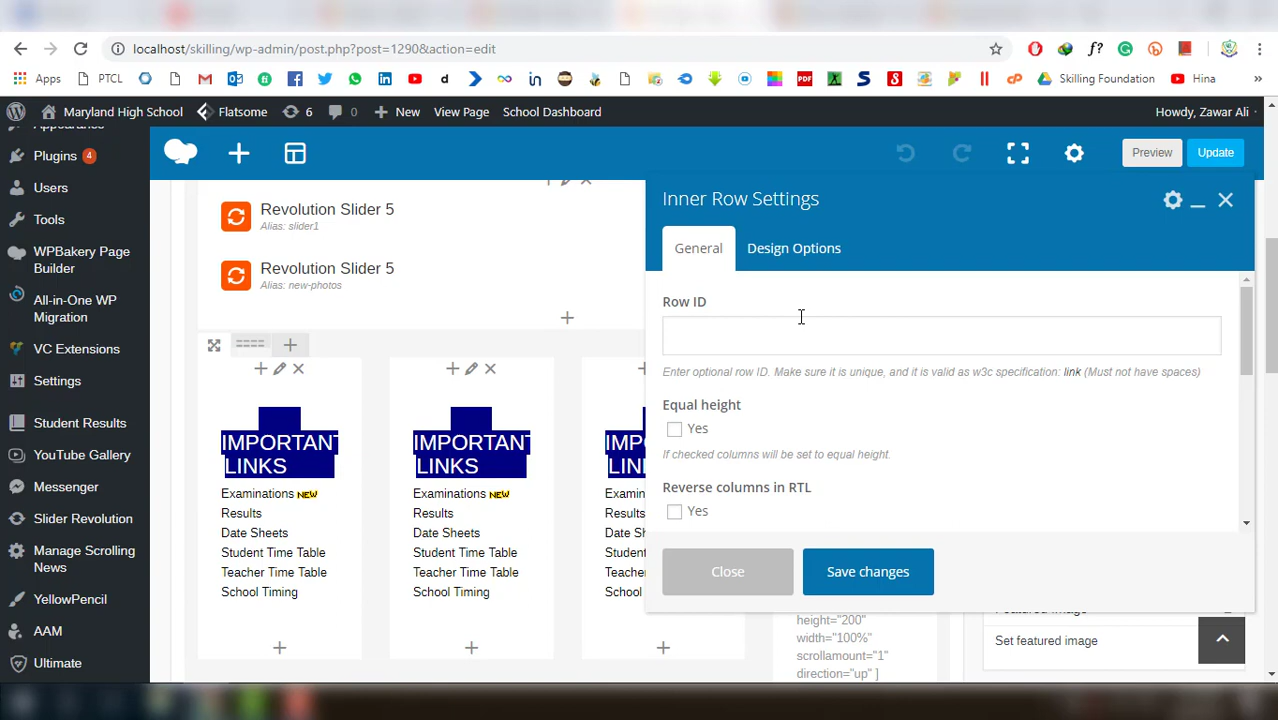 localhost/skilling/wp-admin/post.php?post=1290&action=edit
f?
Apps
PTCL
d
in
PDF
cP
Skilling Foundation
Hina
Maryland High School
Flatsome
6
0
New
View Page
School Dashboard
Howdy, Zawar Ali
Appearance
Plugins 4
Users
Tools
WPBakery Page
Builder
All-in-One WP
Migration
VC Expansions
Settings
Student Results
YouTube Gallery
Messenger
Slider Revolution
Manage Scrolling
News
YellowPencil
AAM
Ultimate
Preview
Update
Revolution Slider 5
Alias: slider1
Revolution Slider 5
Alias: new-photos
IMPORTANT
LINKS
Examinations NEW
Results
Date Sheets
Student Time Table
Teacher Time Table
School Timing
IMPORTANT
LINKS
Examinations NEW
Results
Date Sheets
Student Time Table
Teacher Time Table
School Timing
IMP
LIN
Examin
Results
Date Sh
Student
Teacher
School
height="200"
width="100%"
scrollamount="1"
direction="up" ]
Inner Row Settings
General
Design Options
Row ID
Enter optional row ID. Make sure it is unique, and it is valid as w3c specification: link (Must not have spaces)
Equal height
Yes
If checked columns will be set to equal height.
Reverse columns in RTL
Yes
Close
Save changes
Featured Image
Set featured image